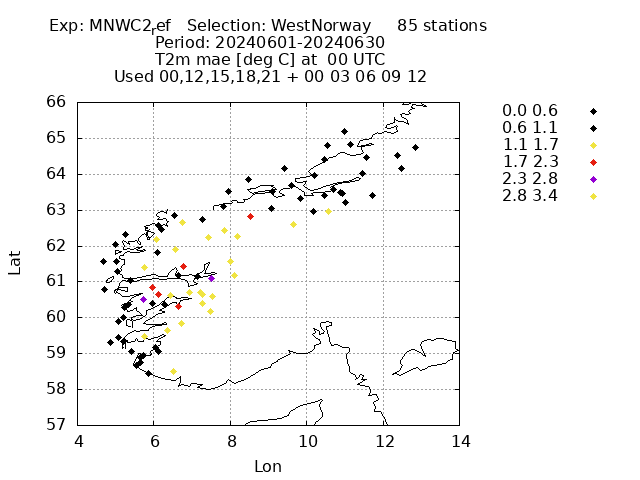 Exp: MNWC2ref   Selection: WestNorway     85 stations
Period: 20240601-20240630
T2m mae [deg C] at  00 UTC
Used 00,12,15,18,21 + 00 03 06 09 12
0.0 0.6
0.6 1.1
1.1 1.7
1.7 2.3
2.3 2.8
2.8 3.4
66
65
64
63
62
61
60
59
58
57
Lat
4 6 8 10 12 14
Lon